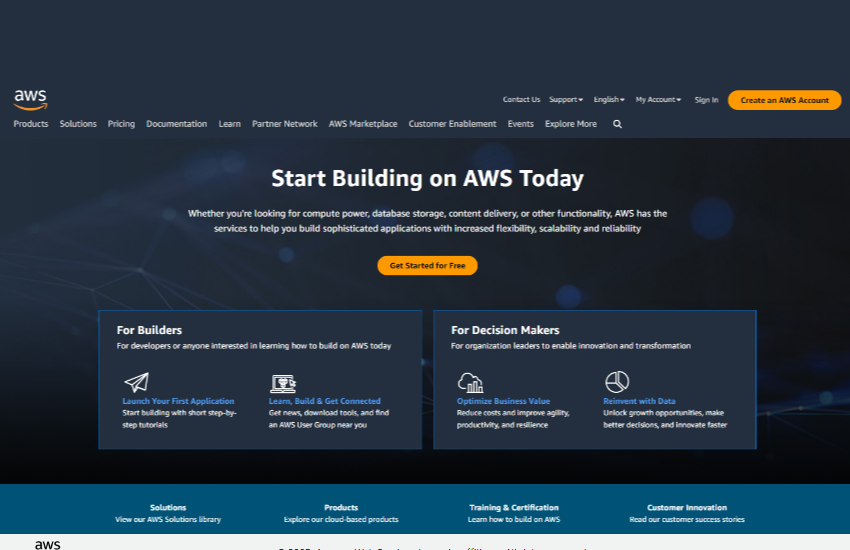 aws
Contact Us Support English My Account Sign In Create an AWS Account
Products Solutions Pricing Documentation Learn Partner Network AWS Marketplace Customer Enablement Events Explore More
Start Building on AWS Today
Whether you're looking for compute power, database storage, content delivery, or other functionality, AWS has the
services to help you build sophisticated applications with increased flexibility, scalability and reliability
Get Started for Free
For Builders
For developers or anyone interested in learning how to build on AWS today
Launch Your First Application
Start building with short step-by-
step tutorials
Learn, Build & Get Connected
Get news, download tools, and find
an AWS User Group near you
For Decision Makers
For organization leaders to enable innovation and transformation
Optimize Business Value
Reduce costs and improve agility,
productivity, and resilience
Reinvent with Data
Unlock growth opportunities, make
better decisions, and innovate faster
Solutions
View our AWS Solutions library
Products
Explore our cloud-based products
Training & Certification
Learn how to build on AWS
Customer Innovation
Read our customer success stories
aws